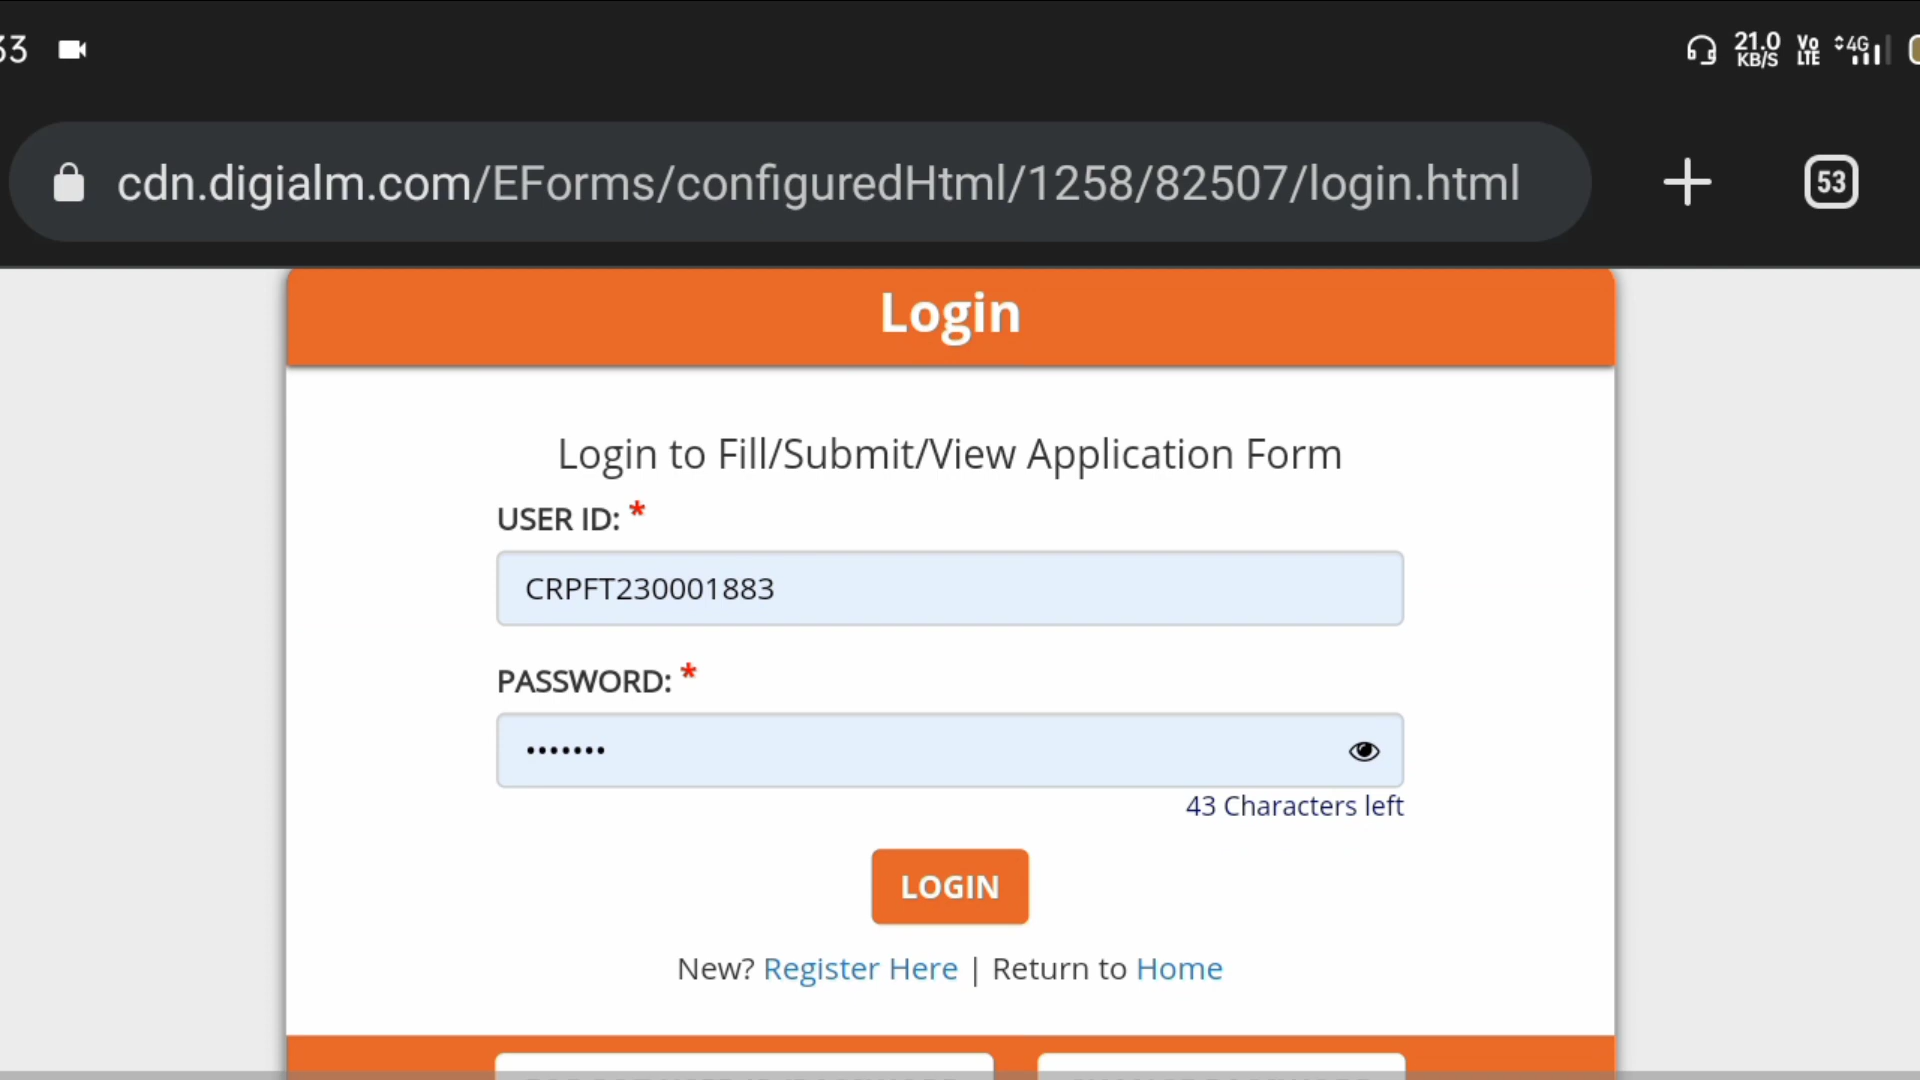 33
21.0
KB/S
Vo
LTE
4G
cdn.digialm.com/EForms/configuredHtml/1258/82507/login.html
53
Login
Login to Fill/Submit/View Application Form
USER ID: *
CRPFT230001883
PASSWORD: *
•••••••
43 Characters left
LOGIN
New? Register Here | Return to Home